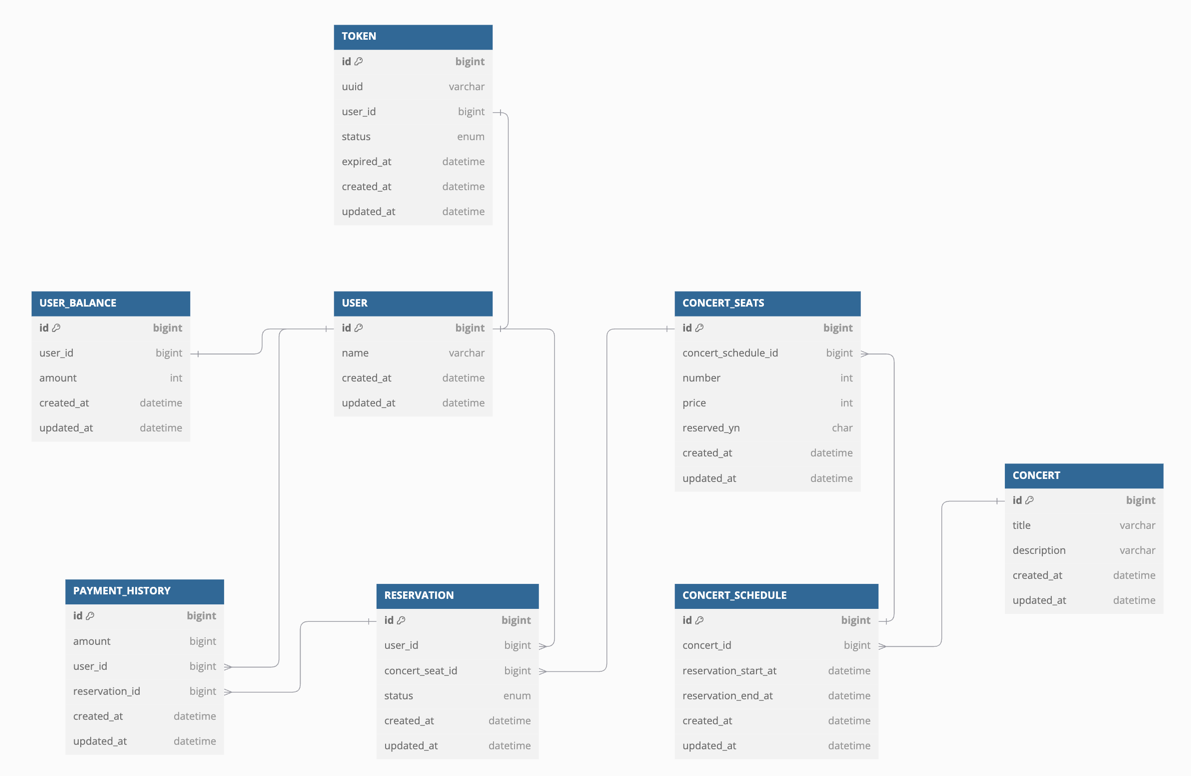 TOKEN
id bigint
uuid varchar
user_id bigint
status enum
expired_at datetime
created_at datetime
updated_at datetime
USER_BALANCE
id bigint
user_id bigint
amount int
created_at datetime
updated_at datetime
USER
id bigint
name varchar
created_at datetime
updated_at datetime
CONCERT_SEATS
id bigint
concert_schedule_id bigint
number int
price int
reserved_yn char
created_at datetime
updated_at datetime
CONCERT
id bigint
title varchar
description varchar
created_at datetime
updated_at datetime
PAYMENT_HISTORY
id bigint
amount bigint
user_id bigint
reservation_id bigint
created_at datetime
updated_at datetime
RESERVATION
id bigint
user_id bigint
concert_seat_id bigint
status enum
created_at datetime
updated_at datetime
CONCERT_SCHEDULE
id bigint
concert_id bigint
reservation_start_at datetime
reservation_end_at datetime
created_at datetime
updated_at datetime